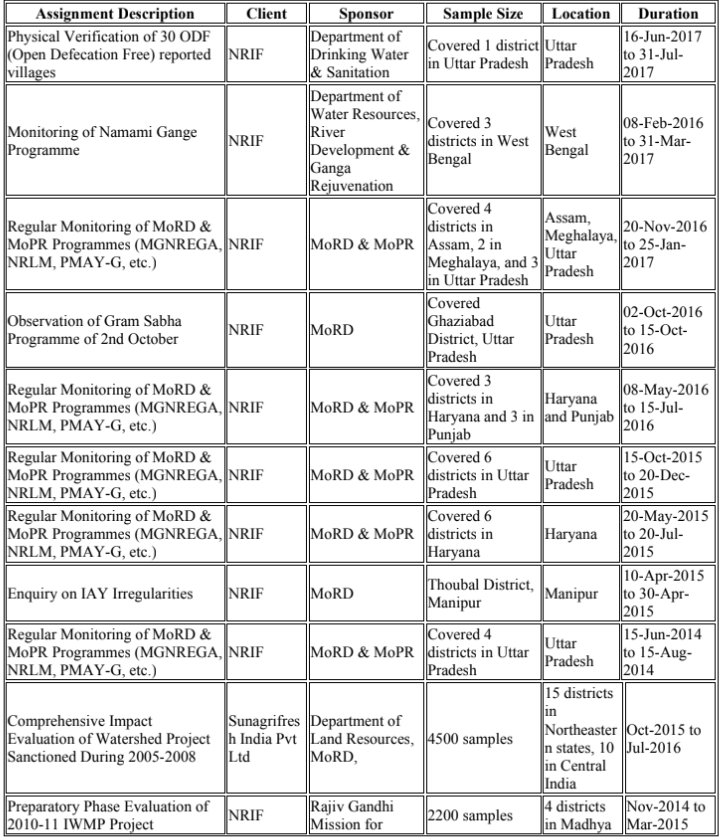 Assignment Description Client Sponsor Sample Size Location Duration
Physical Verification of 30 ODF
(Open Defecation Free) reported
villages
NRIF
Department of
Drinking Water
& Sanitation
Covered 1 district
in Uttar Pradesh
Uttar
Pradesh
16-Jun-2017
to 31-Jul-
2017
Monitoring of Namami Gange
Programme
NRIF
Department of
Water Resources,
River
Development &
Ganga
Rejuvenation
Covered 3
districts in West
Bengal
West
Bengal
08-Feb-2016
to 31-Mar-
2017
Regular Monitoring of MoRD &
MoPR Programmes (MGNREGA,
NRLM, PMAY-G, etc.)
NRIF
MoRD & MoPR
Covered 4
districts in
Assam, 2 in
Meghalaya, and 3
in Uttar Pradesh
Assam,
Meghalaya,
Uttar
Pradesh
20-Nov-2016
to 25-Jan-
2017
Observation of Gram Sabha
Programme of 2nd October
NRIF
MoRD
Covered
Ghaziabad
District, Uttar
Pradesh
Uttar
Pradesh
02-Oct-2016
to 15-Oct-
2016
Regular Monitoring of MoRD &
MoPR Programmes (MGNREGA,
NRLM, PMAY-G, etc.)
NRIF
MoRD & MoPR
Covered 3
districts in
Haryana and 3 in
Punjab
Haryana
and Punjab
08-May-2016
to 15-Jul-
2016
Regular Monitoring of MoRD &
MoPR Programmes (MGNREGA,
NRLM, PMAY-G, etc.)
NRIF
MoRD & MoPR
Covered 6
districts in Uttar
Pradesh
Uttar
Pradesh
15-Oct-2015
to 20-Dec-
2015
Regular Monitoring of MoRD &
MoPR Programmes (MGNREGA,
NRLM, PMAY-G, etc.)
NRIF
MoRD & MoPR
Covered 6
districts in
Haryana
Haryana
20-May-2015
to 20-Jul-
2015
Enquiry on IAY Irregularities
NRIF
MoRD
Thoubal District,
Manipur
Manipur
10-Apr-2015
to 30-Apr-
2015
Regular Monitoring of MoRD &
MoPR Programmes (MGNREGA,
NRLM, PMAY-G, etc.)
NRIF
MoRD & MoPR
Covered 4
districts in Uttar
Pradesh
Uttar
Pradesh
15-Jun-2014
to 15-Aug-
2014
Comprehensive Impact
Evaluation of Watershed Project
Sanctioned During 2005-2008
Sunagrifres
h India Pvt
Ltd
Department of
Land Resources,
MoRD,
4500 samples
15 districts
in
Northeaster
n states, 10
in Central
India
Oct-2015 to
Jul-2016
Preparatory Phase Evaluation of
2010-11 IWMP Project
NRIF
Rajiv Gandhi
Mission for
2200 samples
4 districts
in Madhya
Nov-2014 to
Mar-2015